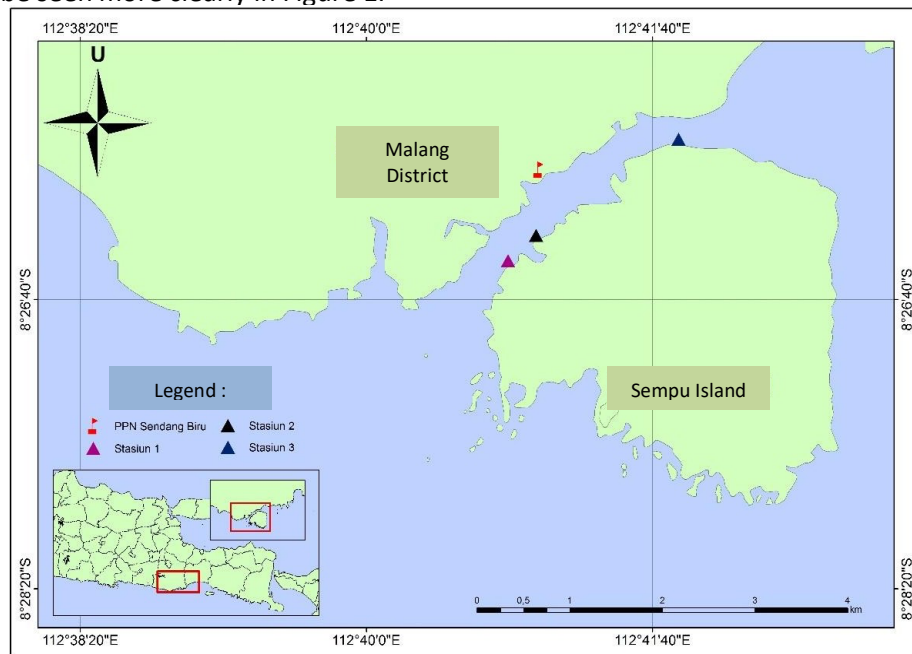 be seen more clearly in Figure 1.
112°38'20"E 112°40'0"E 112°41'40"E
U
Malang
District
8°26'40"S 8°26'40"S
Legend :
Sempu Island
PPN Sendang Biru Stasiun 2
Stasiun 1 Stasiun 3
8°28'20"S 8°28'20"S
0 0,5 1 2 3 4
km
112°38'20"E 112°40'0"E 112°41'40"E